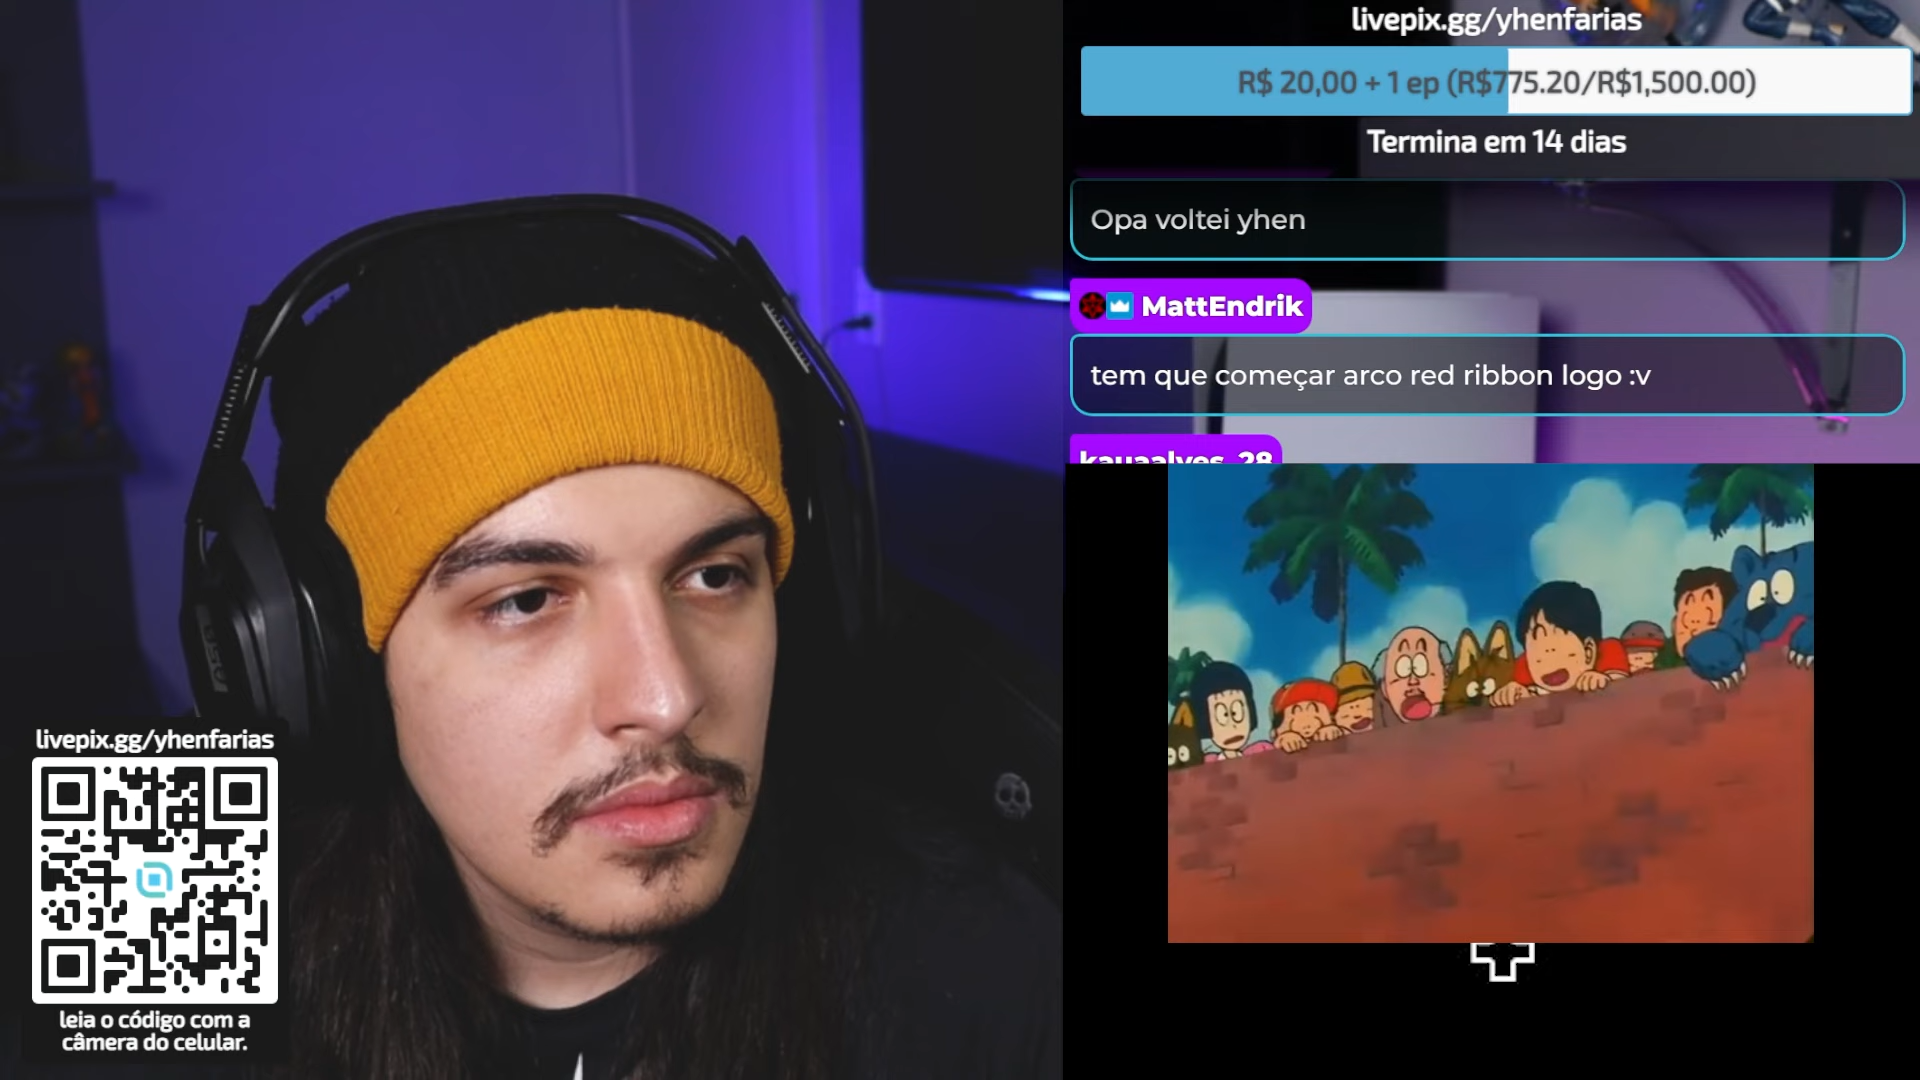 livepix.gg/yhenfarias
R$ 20,00 + 1 ep (R$775.20/R$1,500.00)
Termina em 14 dias
Opa voltei yhen
MattEndrik
tem que começar arco red ribbon logo :v
kauaalves_28
livepix.gg/yhenfarias
leia o código com a
câmera do celular.